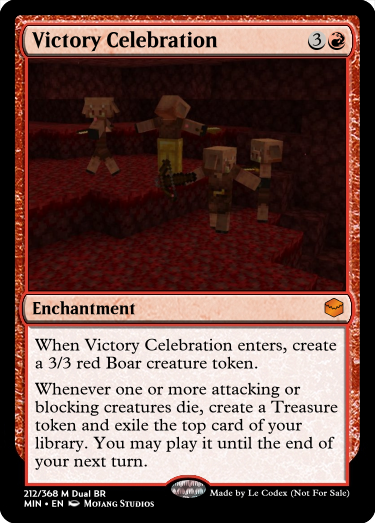 Victory Celebration 3
Enchantment
When Victory Celebration enters, create
a 3/3 red Boar creature token.
Whenever one or more attacking or
blocking creatures die, create a Treasure
token and exile the top card of your
library. You may play it until the end of
your next turn.
212/368 M Dual BR
MIN • EN Mojang Studios
Made by Le Codex (Not For Sale)